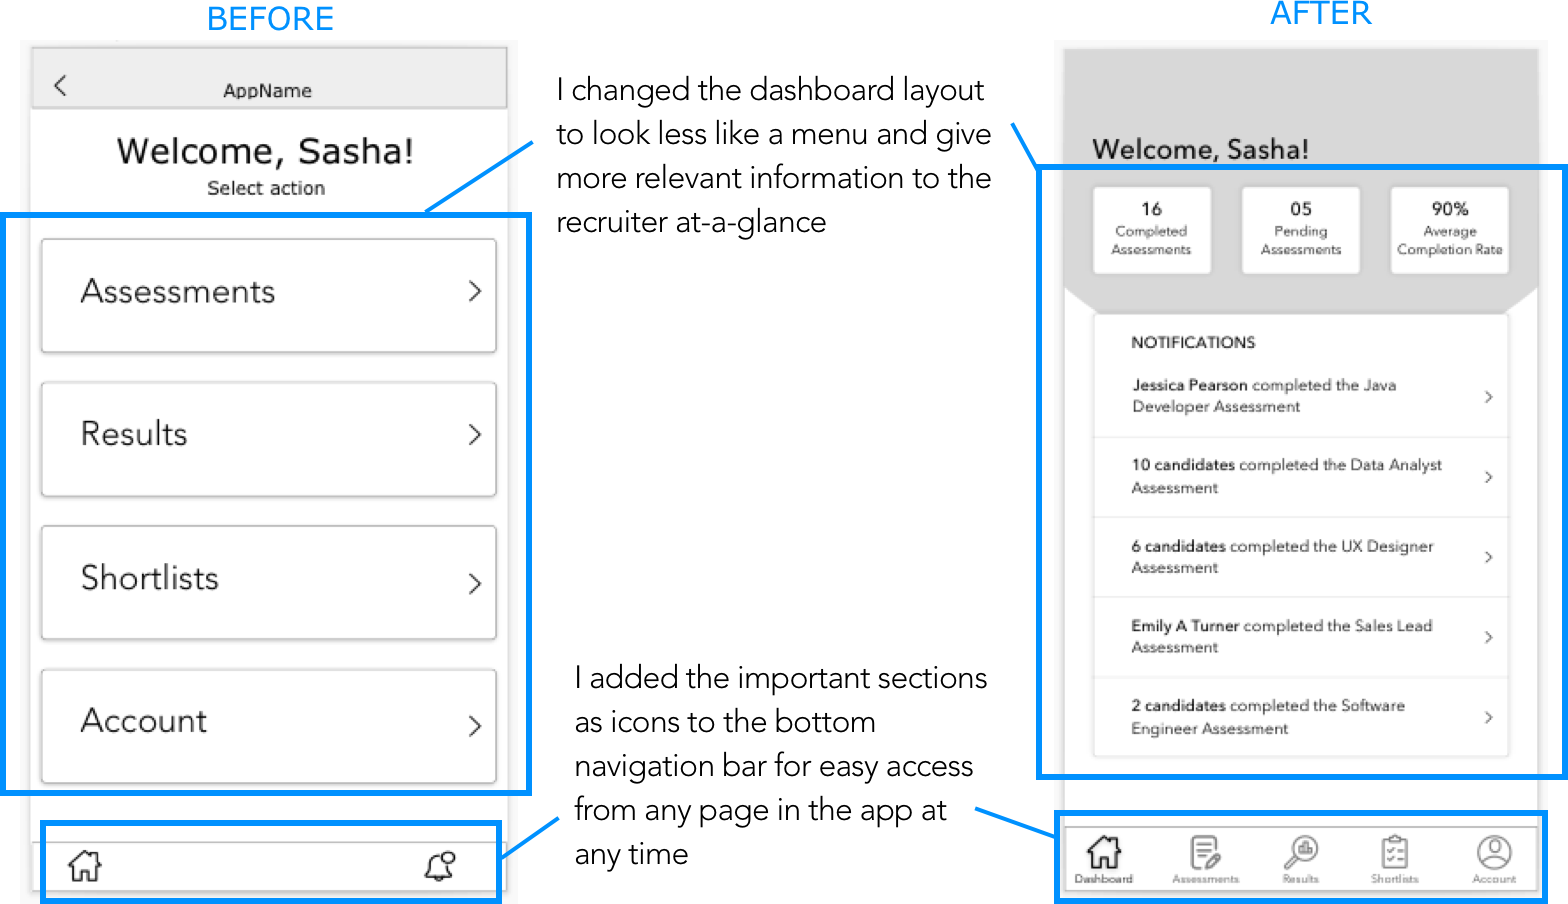 BEFORE
AppName
Welcome, Sasha!
Select action
Assessments
Results
Shortlists
Account
I changed the dashboard layout
to look less like a menu and give
more relevant information to the
recruiter at-a-glance
I added the important sections
as icons to the bottom
navigation bar for easy access
from any page in the app at
any time
AFTER
Welcome, Sasha!
16
Completed
Assessments
05
Pending
Assessments
90%
Average
Completion Rate
NOTIFICATIONS
Jessica Pearson completed the Java
Developer Assessment
10 candidates completed the Data Analyst
Assessment
6 candidates completed the UX Designer
Assessment
Emily A Turner completed the Sales Lead
Assessment
2 candidates completed the Software
Engineer Assessment
Dashboard
Assessments
Results
Shortlists
Account